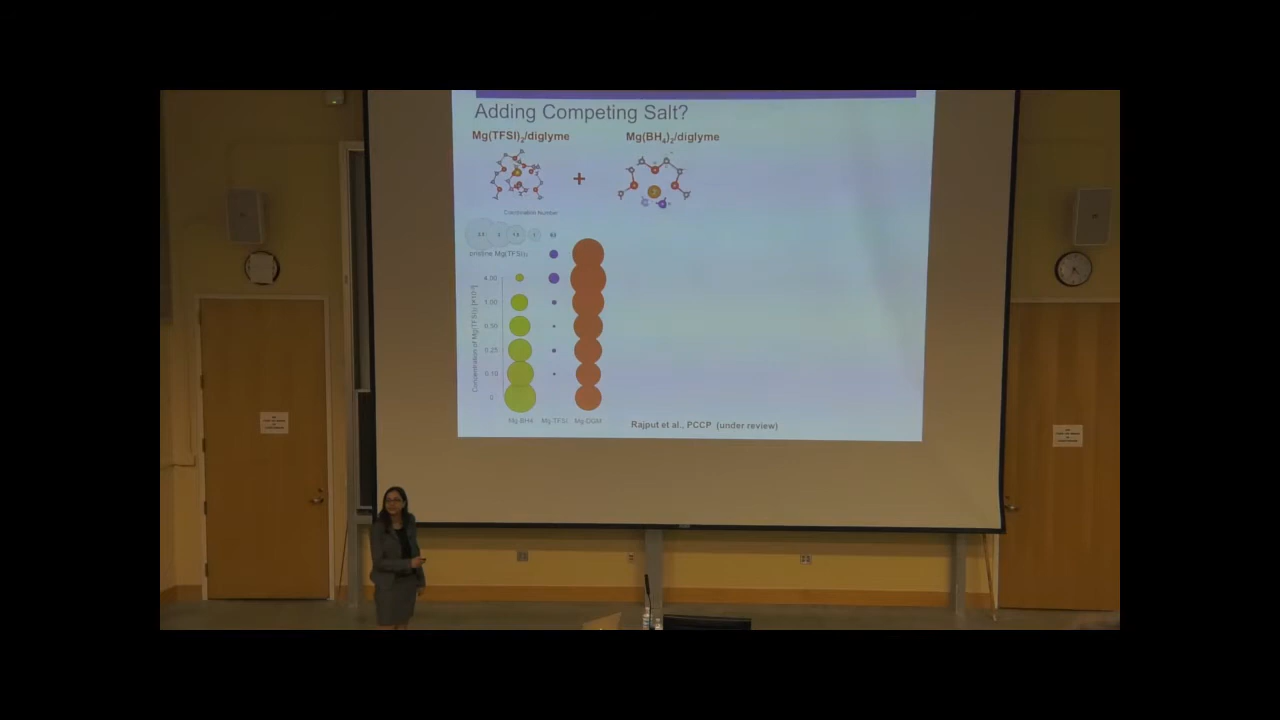 Adding Competing Salt?
Mg(TFSI)₂/diglyme
Mg(BH₄)₂/diglyme
+
Coordination Number
pristine Mg(TFSI)₂
4.00
1.00
0.50
0.25
0.10
0
Concentration of Mg(TFSI)₂
Mg-BH4 Mg-TFSI Mg-DGM
Rajput et al., PCCP (under review)